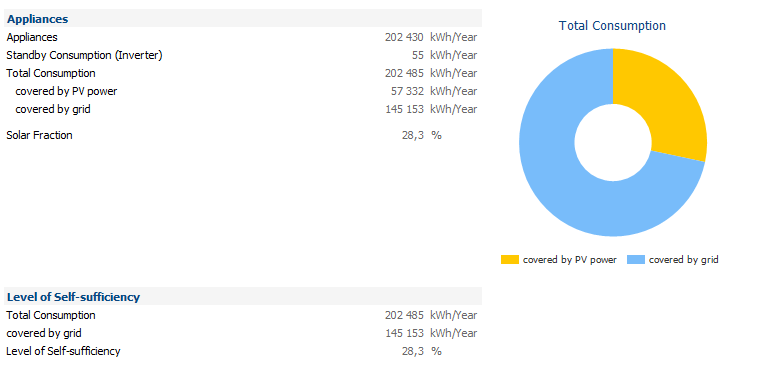 Appliances
Appliances 202 430 kWh/Year
Standby Consumption (Inverter) 55 kWh/Year
Total Consumption 202 485 kWh/Year
covered by PV power 57 332 kWh/Year
covered by grid 145 153 kWh/Year
Solar Fraction 28,3 %
Total Consumption
covered by PV power covered by grid
Level of Self-sufficiency
Total Consumption 202 485 kWh/Year
covered by grid 145 153 kWh/Year
Level of Self-sufficiency 28,3 %